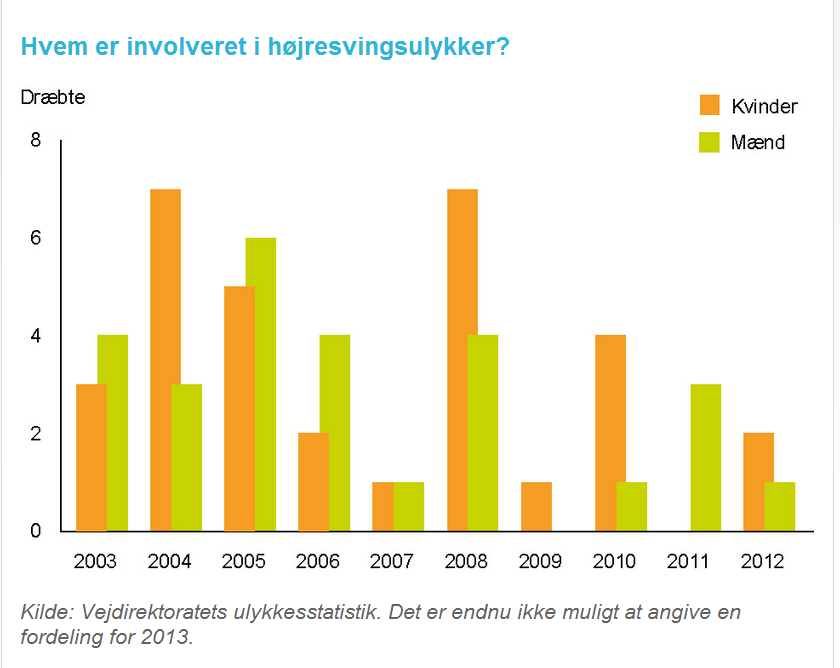 Hvem er involveret i højresvingsulykker?
Dræbte
Kvinder
Mænd
8
6
4
2
0
2003 2004 2005 2006 2007 2008 2009 2010 2011 2012
Kilde: Vejdirektoratets ulykkesstatistik. Det er endnu ikke muligt at angive en
fordeling for 2013.